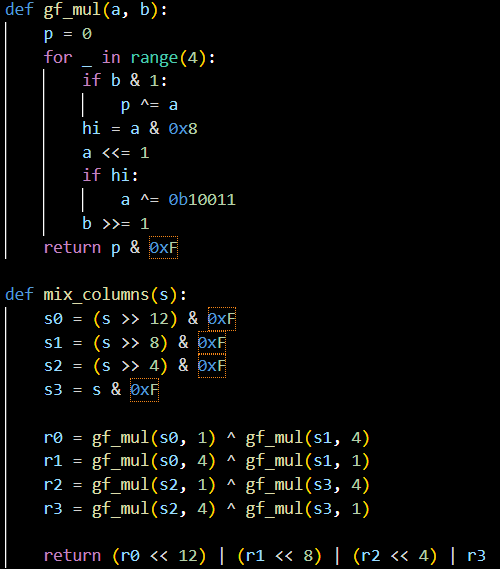 def gf_mul(a, b):
    p = 0
    for _ in range(4):
        if b & 1:
            p ^= a
        hi = a & 0x8
        a <<= 1
        if hi:
            a ^= 0b10011
        b >>= 1
    return p & 0xF

def mix_columns(s):
    s0 = (s >> 12) & 0xF
    s1 = (s >> 8) & 0xF
    s2 = (s >> 4) & 0xF
    s3 = s & 0xF

    r0 = gf_mul(s0, 1) ^ gf_mul(s1, 4)
    r1 = gf_mul(s0, 4) ^ gf_mul(s1, 1)
    r2 = gf_mul(s2, 1) ^ gf_mul(s3, 4)
    r3 = gf_mul(s2, 4) ^ gf_mul(s3, 1)

    return (r0 << 12) | (r1 << 8) | (r2 << 4) | r3